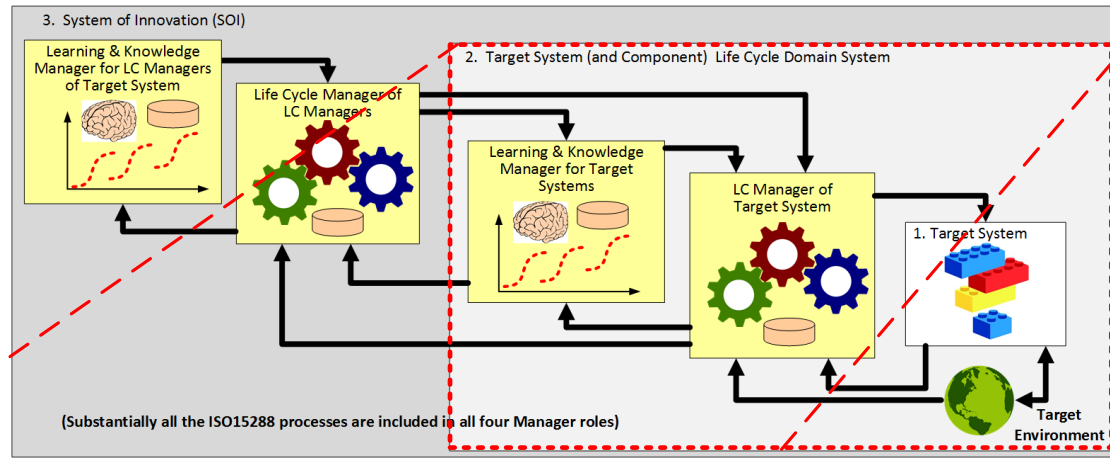 3.  System of Innovation (SOI)
Learning & Knowledge
Manager for LC Managers
of Target System
Life Cycle Manager of
LC Managers
2.  Target System (and Component)  Life Cycle Domain System
Learning & Knowledge
Manager for Target
Systems
LC Manager of
Target System
1. Target System
Target
Environment
(Substantially all the ISO15288 processes are included in all four Manager roles)